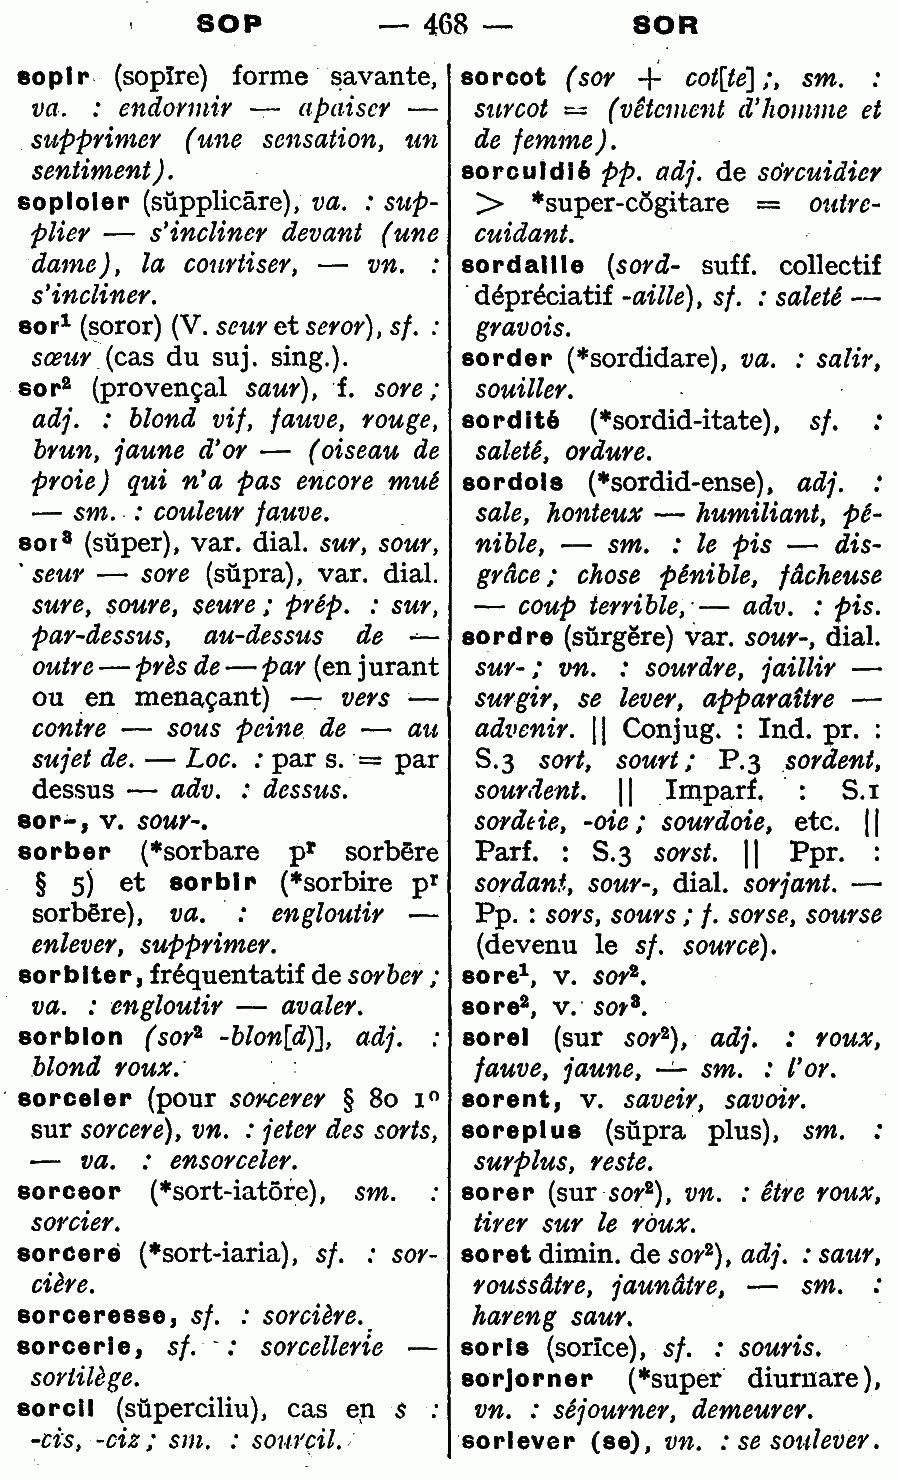 SOP — 468 — SOR
sopir (sopīre) forme savante,
va. : endormir — apaiser —
supprimer (une sensation, un
sentiment).
soploier (sŭpplicāre), va. : sup-
plier — s'incliner devant (une
dame), la courtiser, — vn. :
s'incliner.
sor¹ (soror) (V. seur et seror), sf. :
sœur (cas du suj. sing.).
sor² (provençal saur), f. sore ;
adj. : blond vif, fauve, rouge,
brun, jaune d'or — (oiseau de
proie) qui n'a pas encore mué
— sm. : couleur fauve.
sor³ (sŭper), var. dial. sur, sour,
seur — sore (sŭpra), var. dial.
sure, soure, seure ; prép. : sur,
par-dessus, au-dessus de —
outre — près de — par (en jurant
ou en menaçant) — vers —
contre — sous peine de — au
sujet de. — Loc. : par s. = par
dessus — adv. : dessus.
sor-, v. sour-.
sorber (*sorbare pʳ sorbēre
§ 5) et sorbir (*sorbire pʳ
sorbēre), va. : engloutir —
enlever, supprimer.
sorbiter, fréquentatif de sorber ;
va. : engloutir — avaler.
sorblon (sor² -blon[d)], adj. :
blond roux.
sorceler (pour sorcerer § 80 1º
sur sorcere), vn. : jeter des sorts,
— va. : ensorceler.
sorceor (*sort-iatōre), sm. :
sorcier.
sorcere (*sort-iaria), sf. : sor-
cière.
sorceresse, sf. : sorcière.
sorcerie, sf. : sorcellerie —
sortilège.
sorcil (sŭperciliu), cas en s :
-cis, -ciz ; sm. : sourcil.
sorcot (sor + cot[te] ;, sm. :
surcot = (vêtement d'homme et
de femme).
sorcuidié pp. adj. de sorcuidier
> *super-cŏgitare = outre-
cuidant.
sordaille (sord- suff. collectif
dépréciatif -aille), sf. : saleté —
gravois.
sorder (*sordidare), va. : salir,
souiller.
sordité (*sordid-itate), sf. :
saleté, ordure.
sordois (*sordid-ense), adj. :
sale, honteux — humiliant, pé-
nible, — sm. : le pis — dis-
grâce ; chose pénible, fâcheuse
— coup terrible, — adv. : pis.
sordre (sŭrgĕre) var. sour-, dial.
sur- ; vn. : sourdre, jaillir —
surgir, se lever, apparaître —
advenir. || Conjug. : Ind. pr. :
S.3 sort, sourt ; P.3 sordent,
sourdent. || Imparf. : S.1
sordeie, -oie ; sourdoie, etc. ||
Parf. : S.3 sorst. || Ppr. :
sordant, sour-, dial. sorjant. —
Pp. : sors, sours ; f. sorse, sourse
(devenu le sf. source).
sore¹, v. sor².
sore², v. sor³.
sorel (sur sor²), adj. : roux,
fauve, jaune, — sm. : l'or.
sorent, v. saveir, savoir.
soreplus (sŭpra plus), sm. :
surplus, reste.
sorer (sur sor²), vn. : être roux,
tirer sur le roux.
soret dimin. de sor²), adj. : saur,
roussâtre, jaunâtre, — sm. :
hareng saur.
soris (sorīce), sf. : souris.
sorjorner (*super diurnare),
vn. : séjourner, demeurer.
sorlever (se), vn. : se soulever.